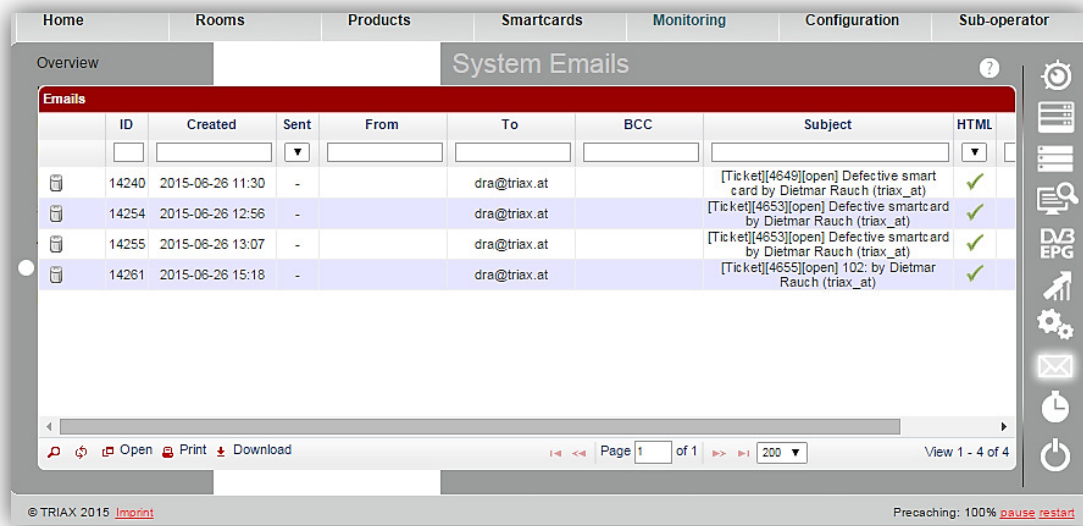 Home Rooms Products Smartcards Monitoring Configuration Sub-operator
Overview
System Emails
?
Emails
ID Created Sent From To BCC Subject HTML
14240 2015-06-26 11:30 - dra@triax.at [Ticket][4649][open] Defective smart
card by Dietmar Rauch (triax_at)
14254 2015-06-26 12:56 - dra@triax.at [Ticket][4653][open] Defective smartcard
by Dietmar Rauch (triax_at)
14255 2015-06-26 13:07 - dra@triax.at [Ticket][4653][open] Defective smartcard
by Dietmar Rauch (triax_at)
14261 2015-06-26 15:18 - dra@triax.at [Ticket][4655][open] 102: by Dietmar
Rauch (triax_at)
DVB
EPG
Open Print Download Page 1 of 1 200 View 1 - 4 of 4
© TRIAX 2015 Imprint Precaching: 100% pause restart